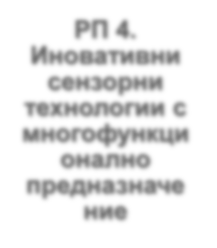 РП 4.
Иновативни
сензорни
технологии с
многофункци
онално
предназначе
ние